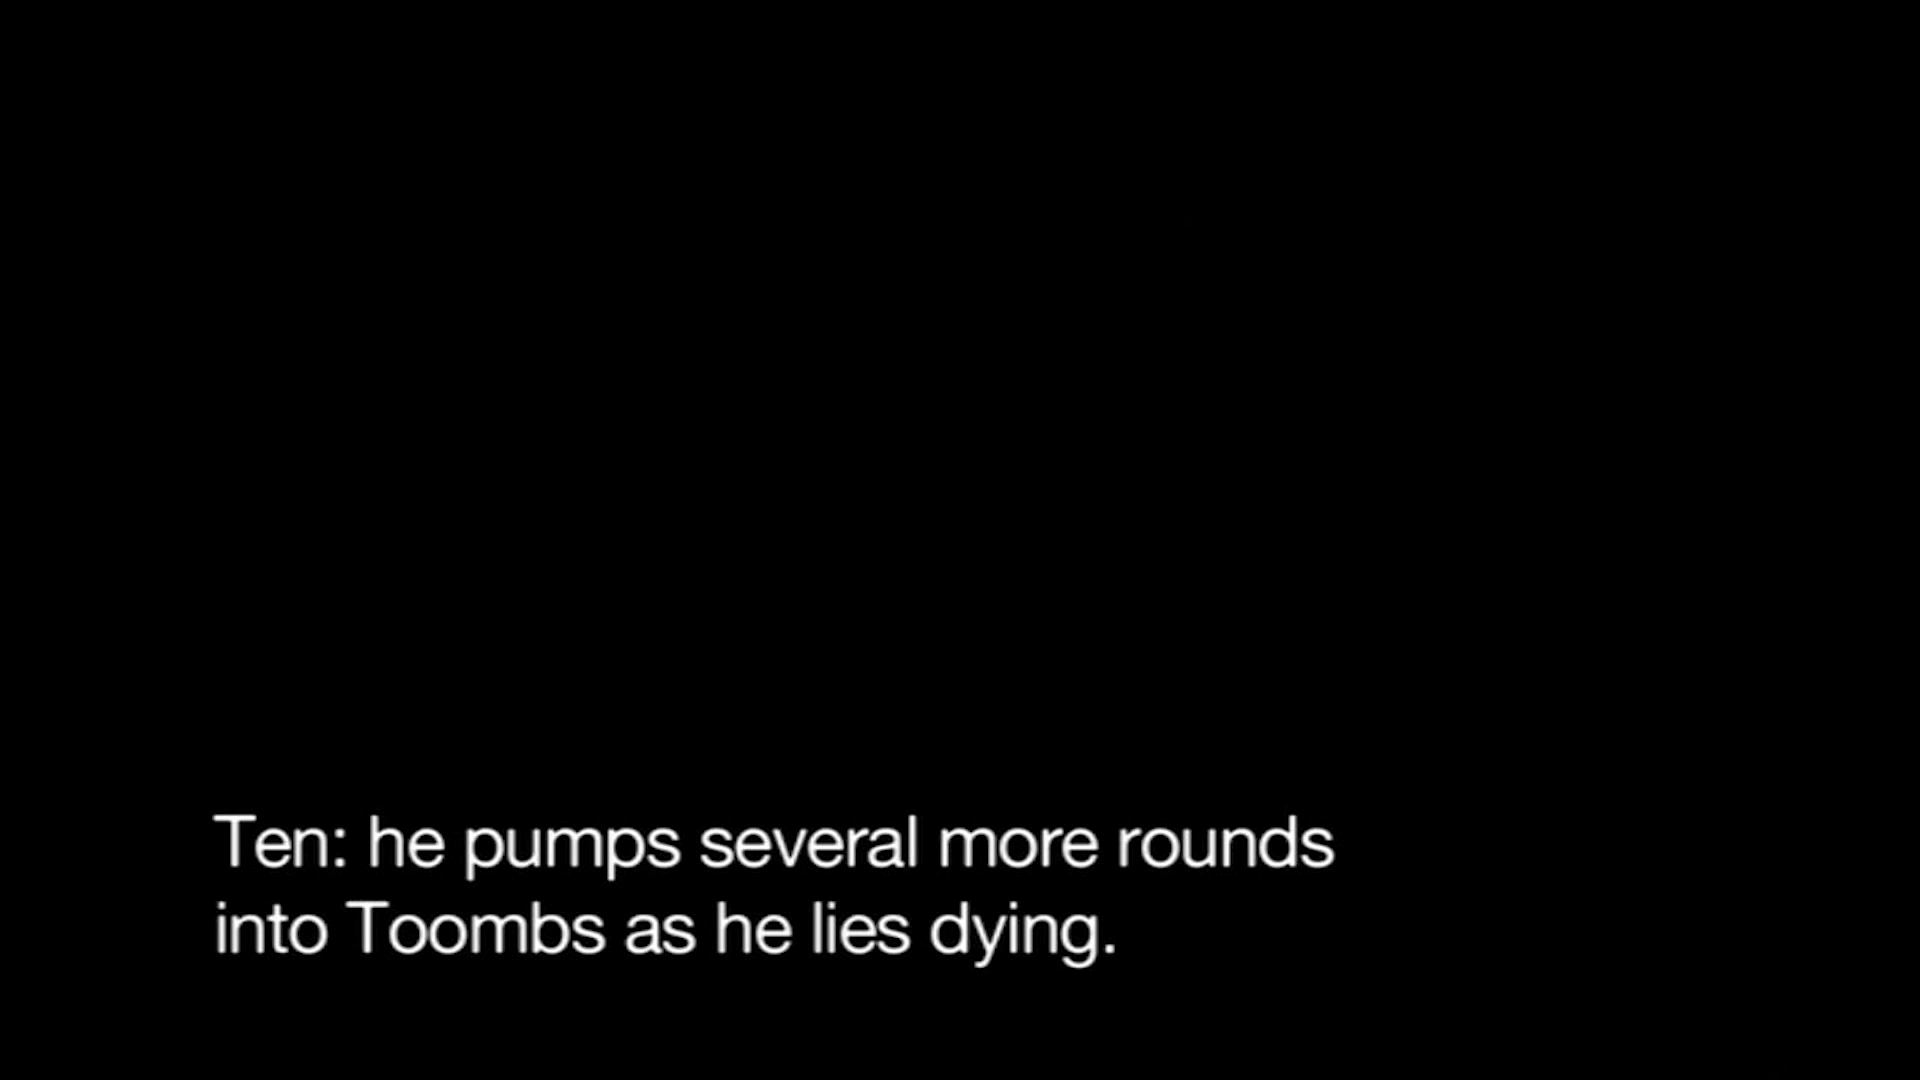 Ten: he pumps several more rounds
into Toombs as he lies dying.